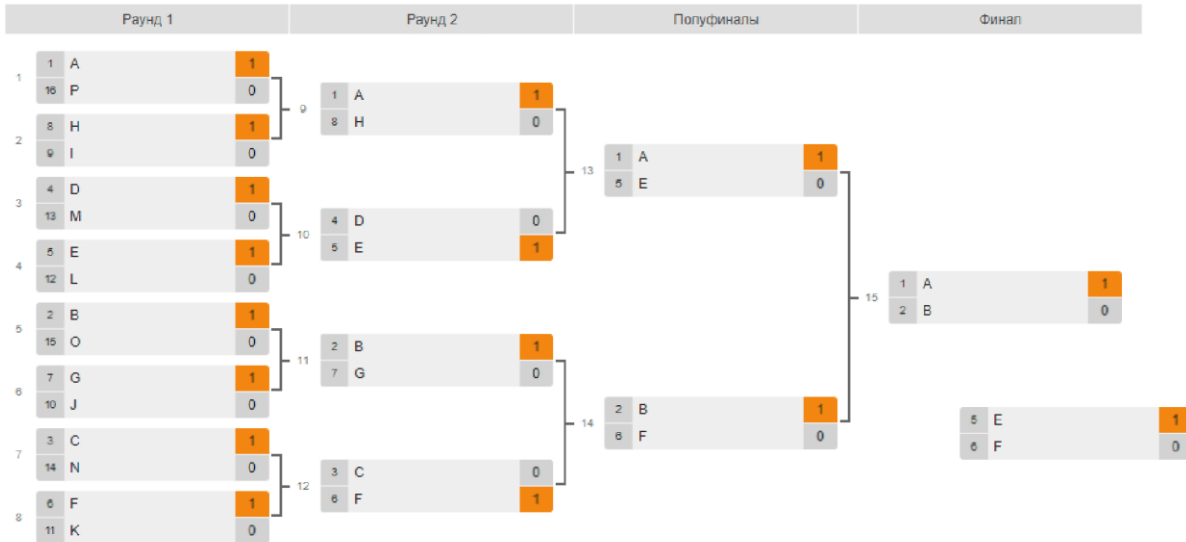 Раунд 1 Раунд 2 Полуфиналы Финал
1
1 A 1
16 P 0
2
8 H 1
9 I 0
3
4 D 1
13 M 0
4
5 E 1
12 L 0
5
2 B 1
15 O 0
6
7 G 1
10 J 0
7
3 C 1
14 N 0
8
6 F 1
11 K 0
9
1 A 1
8 H 0
10
4 D 0
5 E 1
11
2 B 1
7 G 0
12
3 C 0
6 F 1
13
1 A 1
5 E 0
14
2 B 1
6 F 0
15
1 A 1
2 B 0
5 E 1
6 F 0